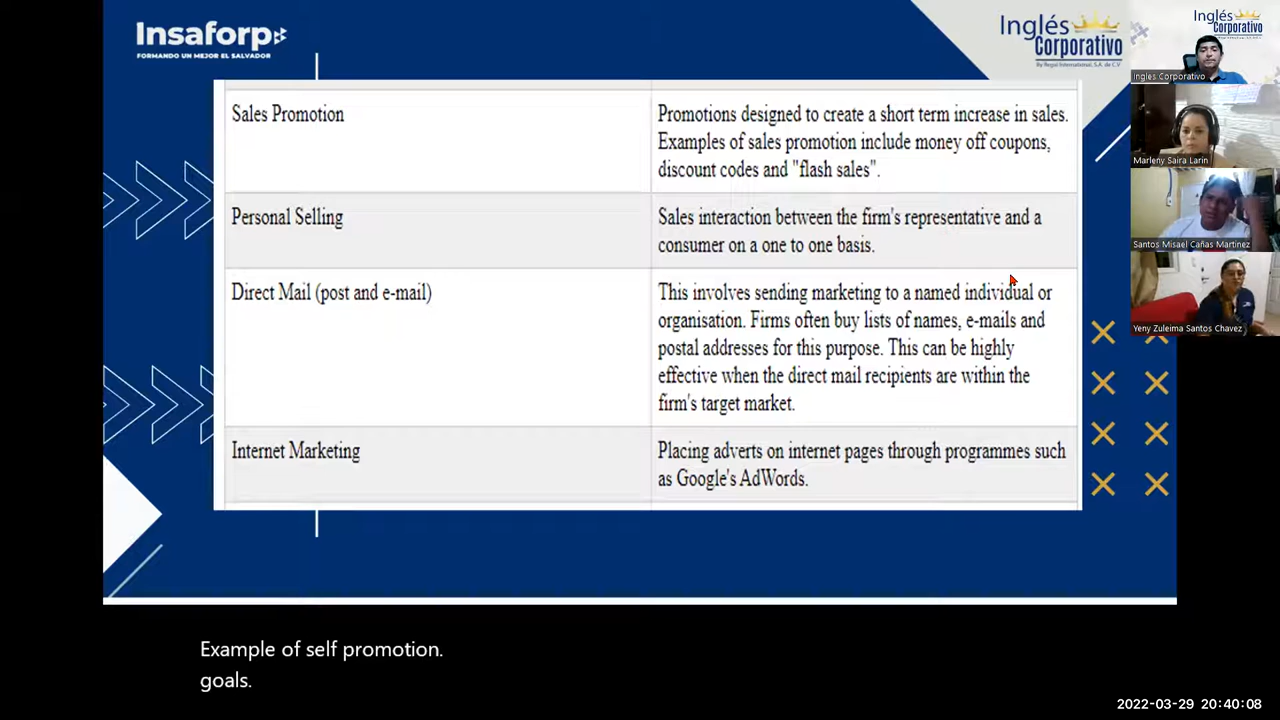 Insaforp
FORMANDO UN MEJOR EL SALVADOR
Inglés
Corporativo
By Regal International, S.A. de C.V
Inglés
Corporativo
Ingles Corporativo
Marleny Saira Larin
Santos Misael Cañas Martinez
Yeny Zuleima Santos Chavez
Sales Promotion
Promotions designed to create a short term increase in sales.
Examples of sales promotion include money off coupons,
discount codes and "flash sales".
Personal Selling
Sales interaction between the firm's representative and a
consumer on a one to one basis.
Direct Mail (post and e-mail)
This involves sending marketing to a named individual or
organisation. Firms often buy lists of names, e-mails and
postal addresses for this purpose. This can be highly
effective when the direct mail recipients are within the
firm's target market.
Internet Marketing
Placing adverts on internet pages through programmes such
as Google's AdWords.
Example of self promotion.
goals.
2022-03-29 20:40:08